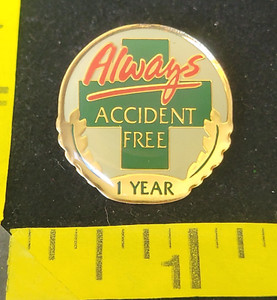 Always
ACCIDENT
FREE
1 YEAR
1